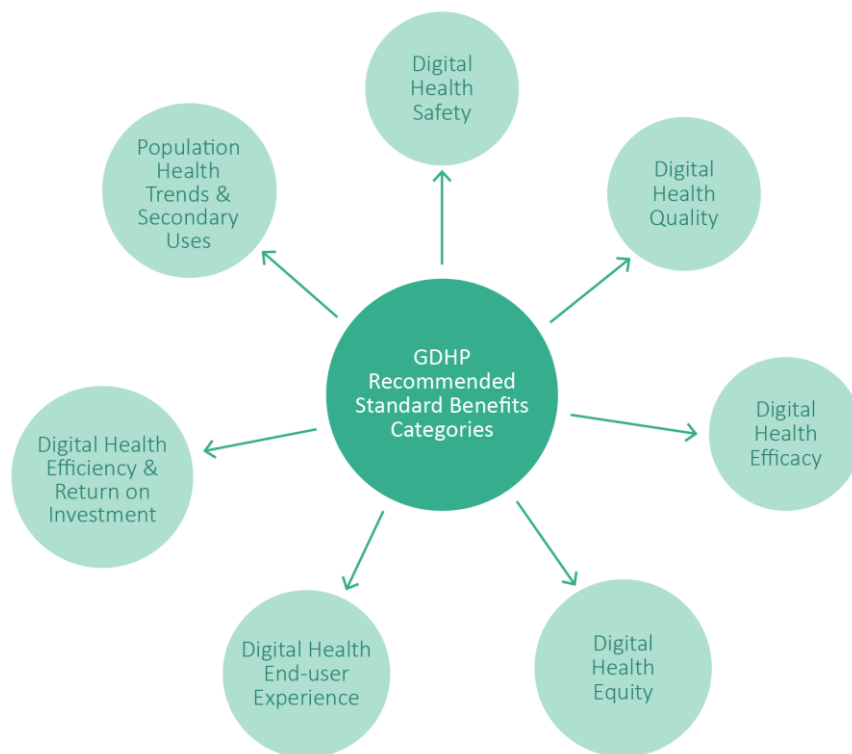 Digital
Health
Safety
Digital
Health
Quality
Digital
Health
Efficacy
Digital
Health
Equity
Digital Health
End-user
Experience
Digital Health
Efficiency &
Return on
Investment
Population
Health
Trends &
Secondary
Uses
GDHP
Recommended
Standard Benefits
Categories